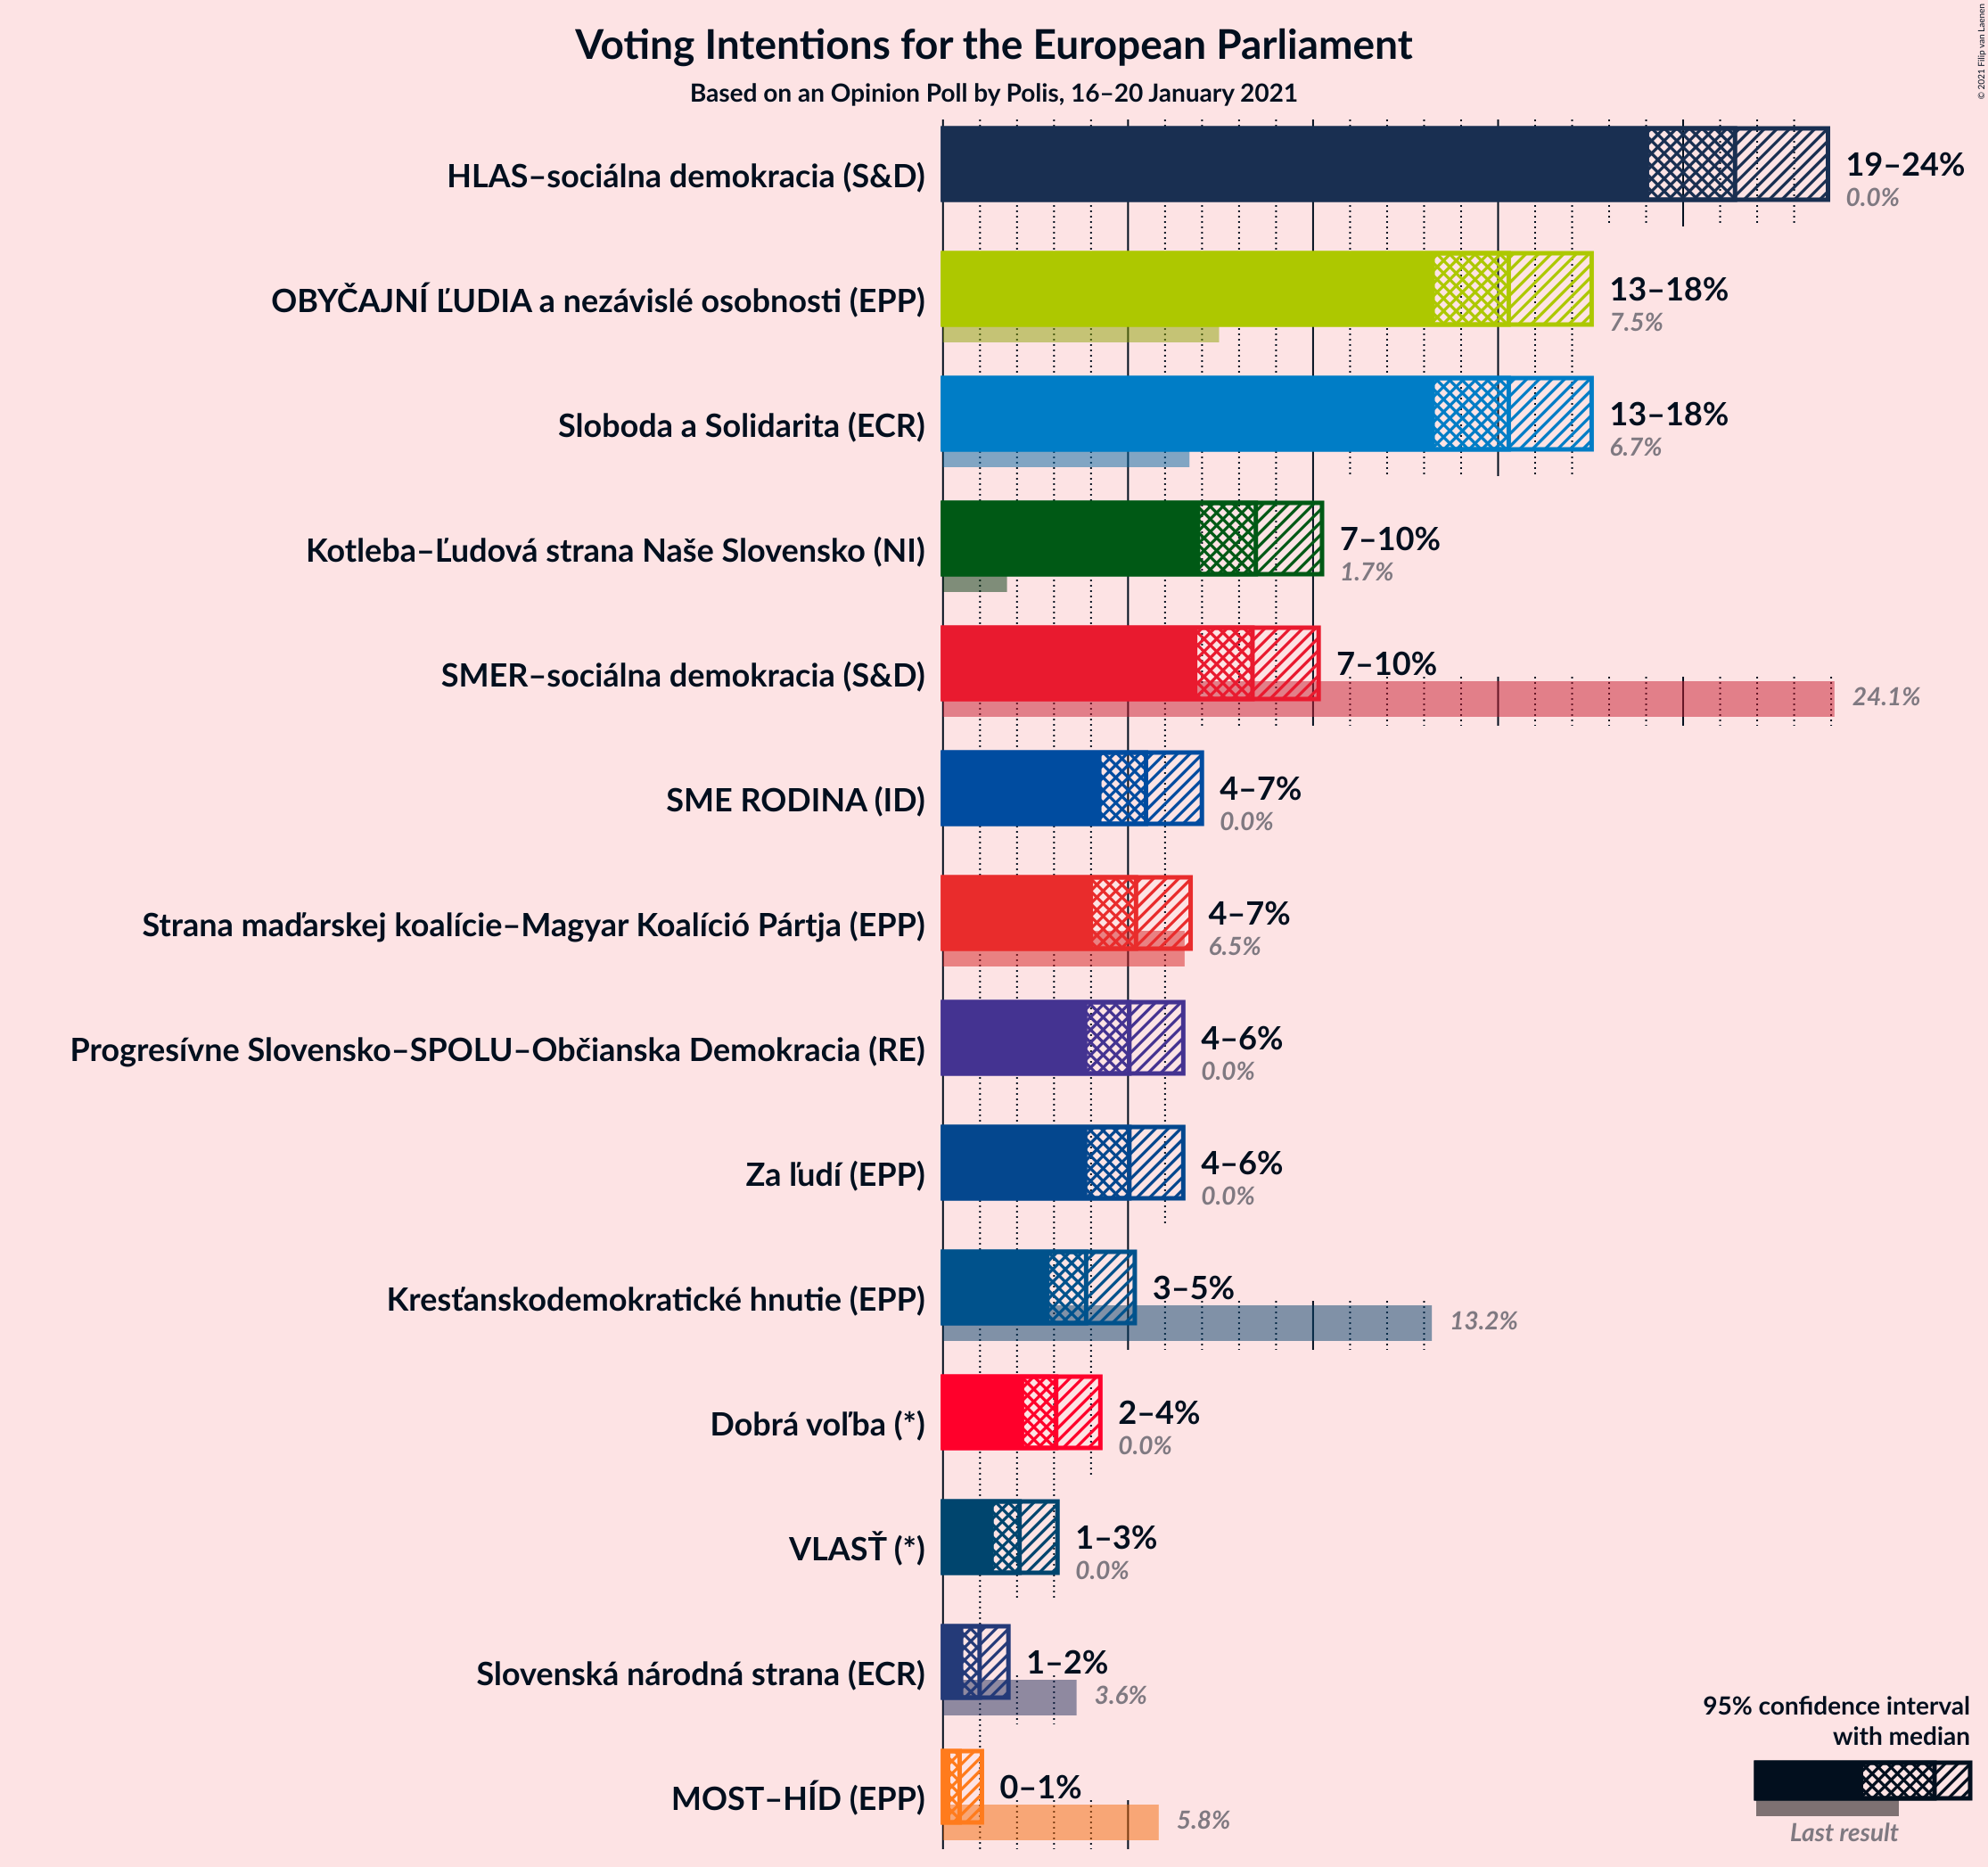 Voting Intentions for the European Parliament
Based on an Opinion Poll by Polis, 16–20 January 2021
© 2021 Filip van Laenen
HLAS–sociálna demokracia (S&D)
19–24%
0.0%
OBYČAJNÍ ĽUDIA a nezávislé osobnosti (EPP)
13–18%
7.5%
Sloboda a Solidarita (ECR)
13–18%
6.7%
Kotleba–Ľudová strana Naše Slovensko (NI)
7–10%
1.7%
SMER–sociálna demokracia (S&D)
7–10%
24.1%
SME RODINA (ID)
4–7%
0.0%
Strana maďarskej koalície–Magyar Koalíció Pártja (EPP)
4–7%
6.5%
Progresívne Slovensko–SPOLU–Občianska Demokracia (RE)
4–6%
0.0%
Za ľudí (EPP)
4–6%
0.0%
Kresťanskodemokratické hnutie (EPP)
3–5%
13.2%
Dobrá voľba (*)
2–4%
0.0%
VLASŤ (*)
1–3%
0.0%
Slovenská národná strana (ECR)
1–2%
3.6%
MOST–HÍD (EPP)
0–1%
5.8%
95% confidence interval
with median
Last result